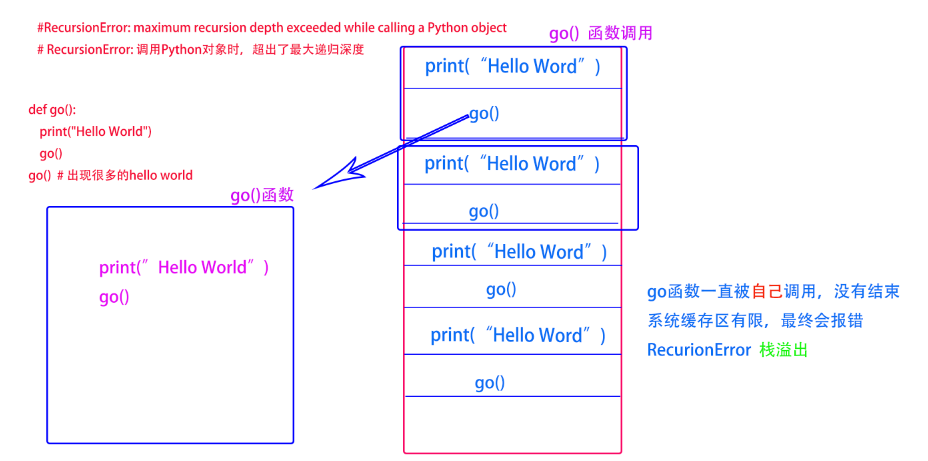 #RecursionError: maximum recursion depth exceeded while calling a Python object
# RecursionError: 调用Python对象时，超出了最大递归深度
def go():
print("Hello World")
go()
go() # 出现很多的hello world
go()函数
print(”Hello World”)
go()
go() 函数调用
print(“Hello Word”)
go()
print(“Hello Word”)
go()
print(“Hello Word”)
go()
print(“Hello Word”)
go()
go函数一直被自己调用，没有结束
系统缓存区有限，最终会报错
RecurionError 栈溢出